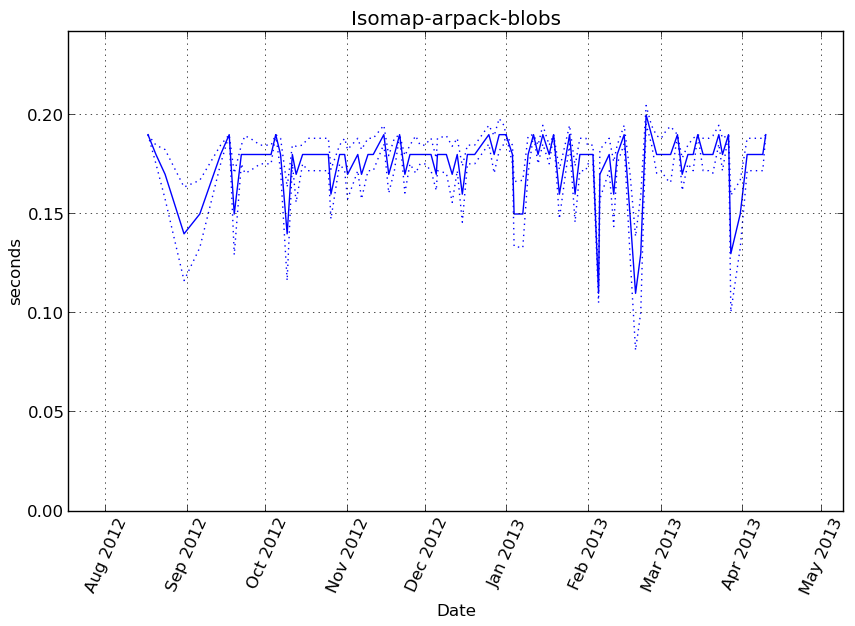 Isomap-arpack-blobs
seconds
0.20
0.15
0.10
0.05
0.00
Aug 2012
Sep 2012
Oct 2012
Nov 2012
Dec 2012
Jan 2013
Feb 2013
Mar 2013
Apr 2013
May 2013
Date